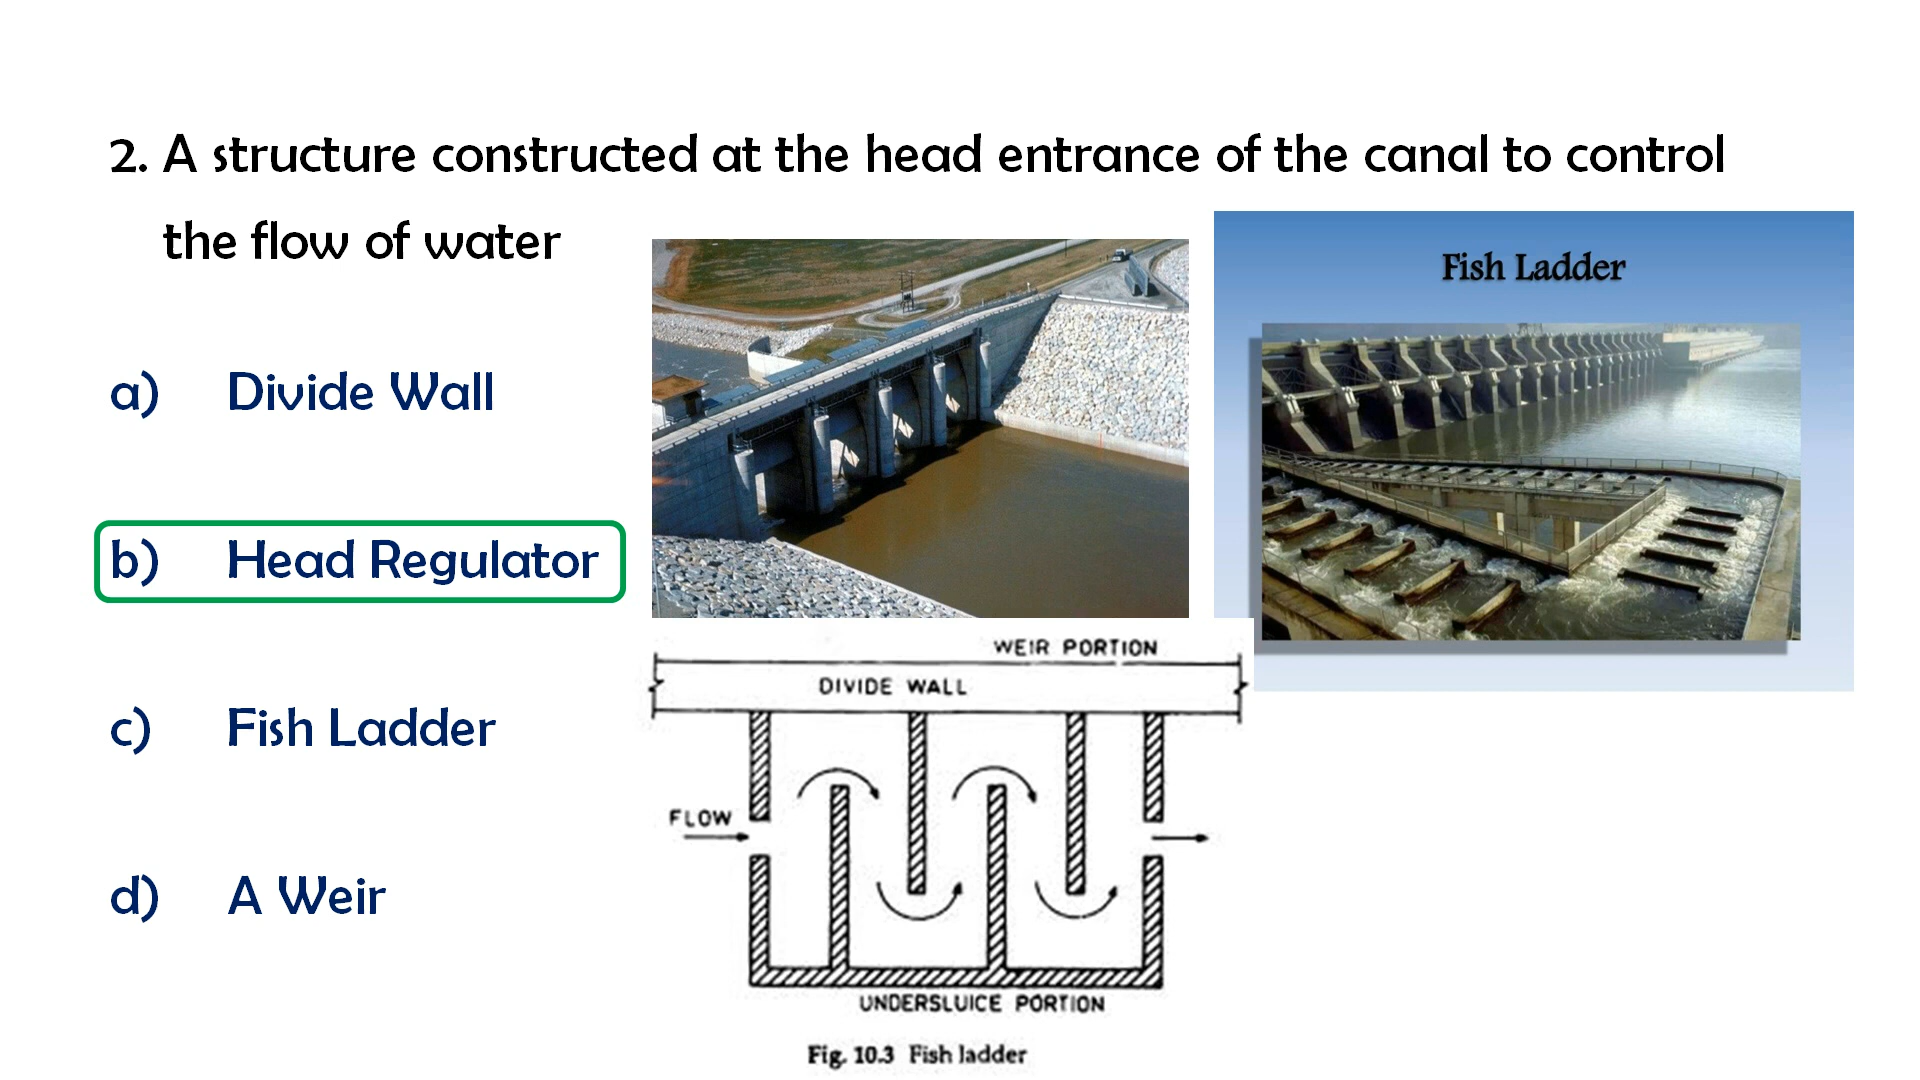 2. A structure constructed at the head entrance of the canal to control
the flow of water
a) Divide Wall
b) Head Regulator
c) Fish Ladder
d) A Weir
Fish Ladder
WEIR PORTION
DIVIDE WALL
FLOW
UNDERSLUICE PORTION
Fig. 10.3 Fish ladder